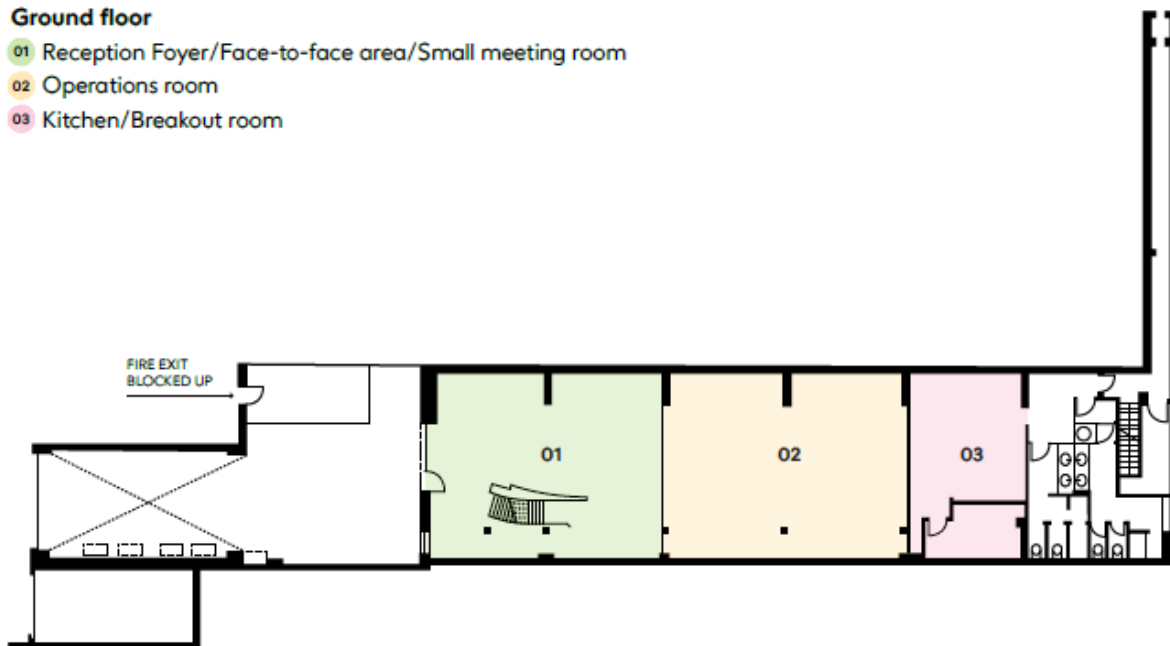 Ground floor
01 Reception Foyer/Face-to-face area/Small meeting room
02 Operations room
03 Kitchen/Breakout room
FIRE EXIT
BLOCKED UP
01
02
03